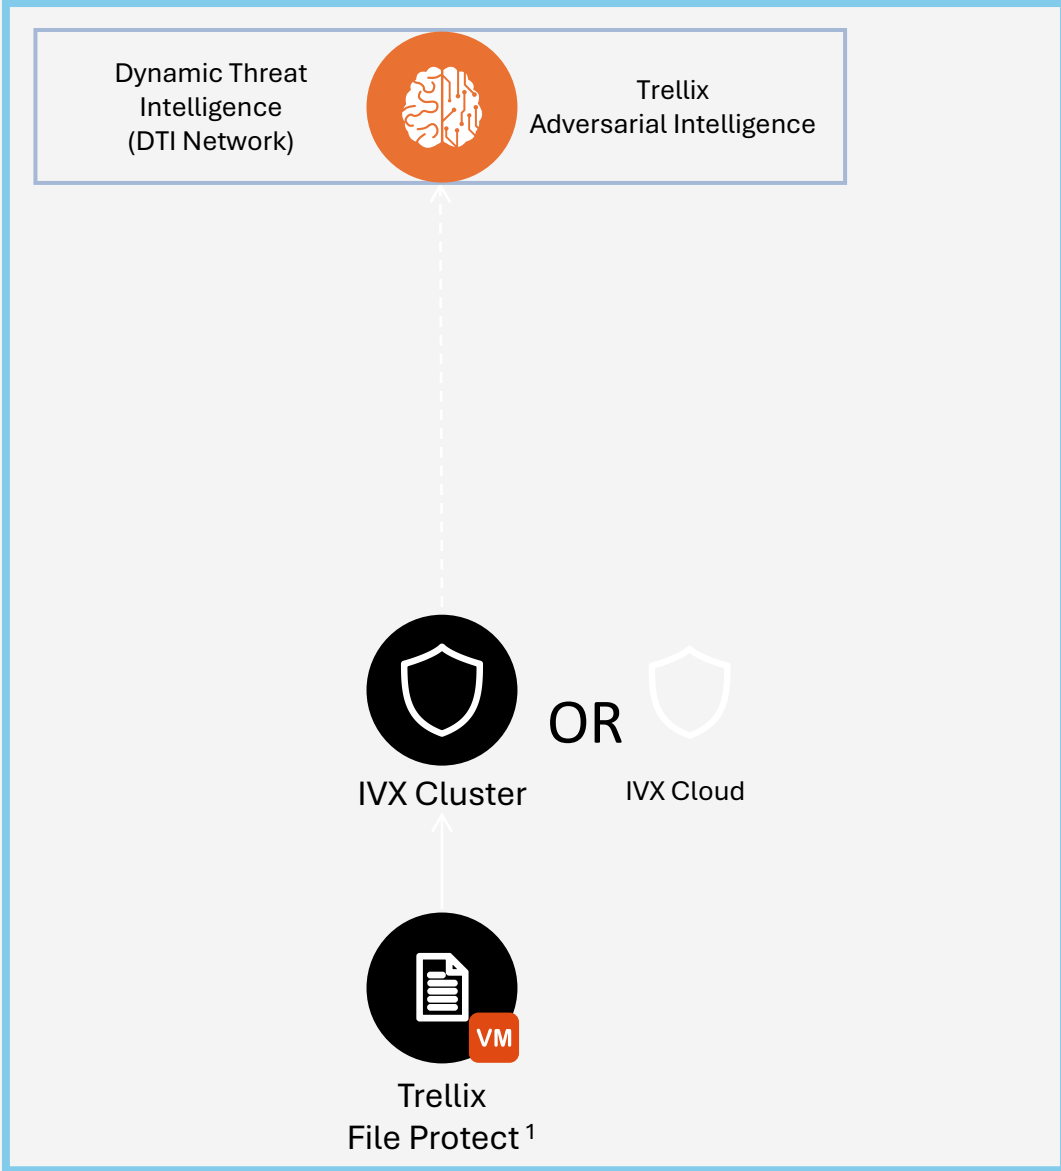 Dynamic Threat
Intelligence
(DTI Network)
Trellix
Adversarial Intelligence
OR
IVX Cluster
IVX Cloud
VM
Trellix
File Protect ¹